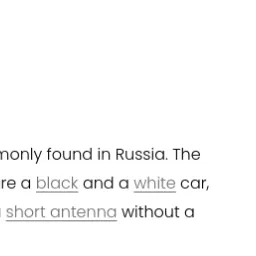 monly found in Russia. The
re a black and a white car,
short antenna without a